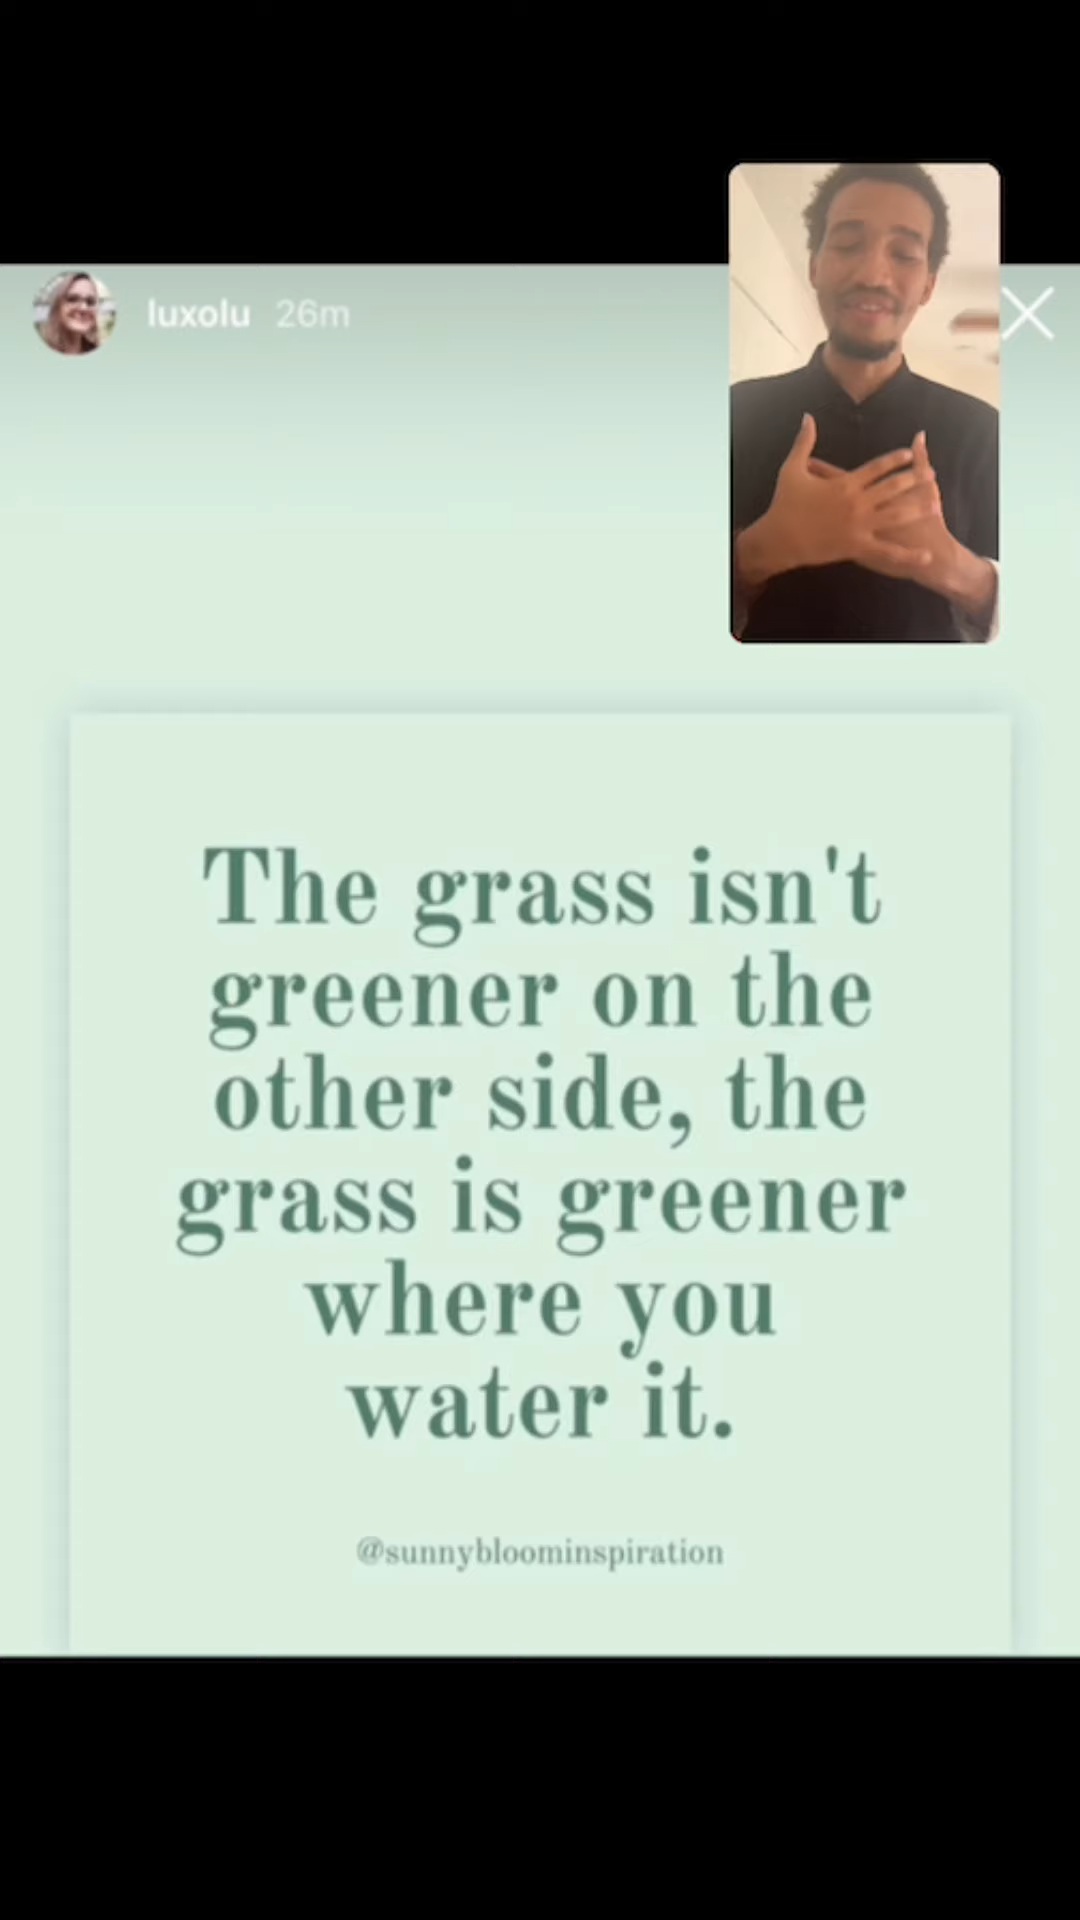 luxolu 26m
The grass isn't
greener on the
other side, the
grass is greener
where you
water it.
@sunnybloominspiration